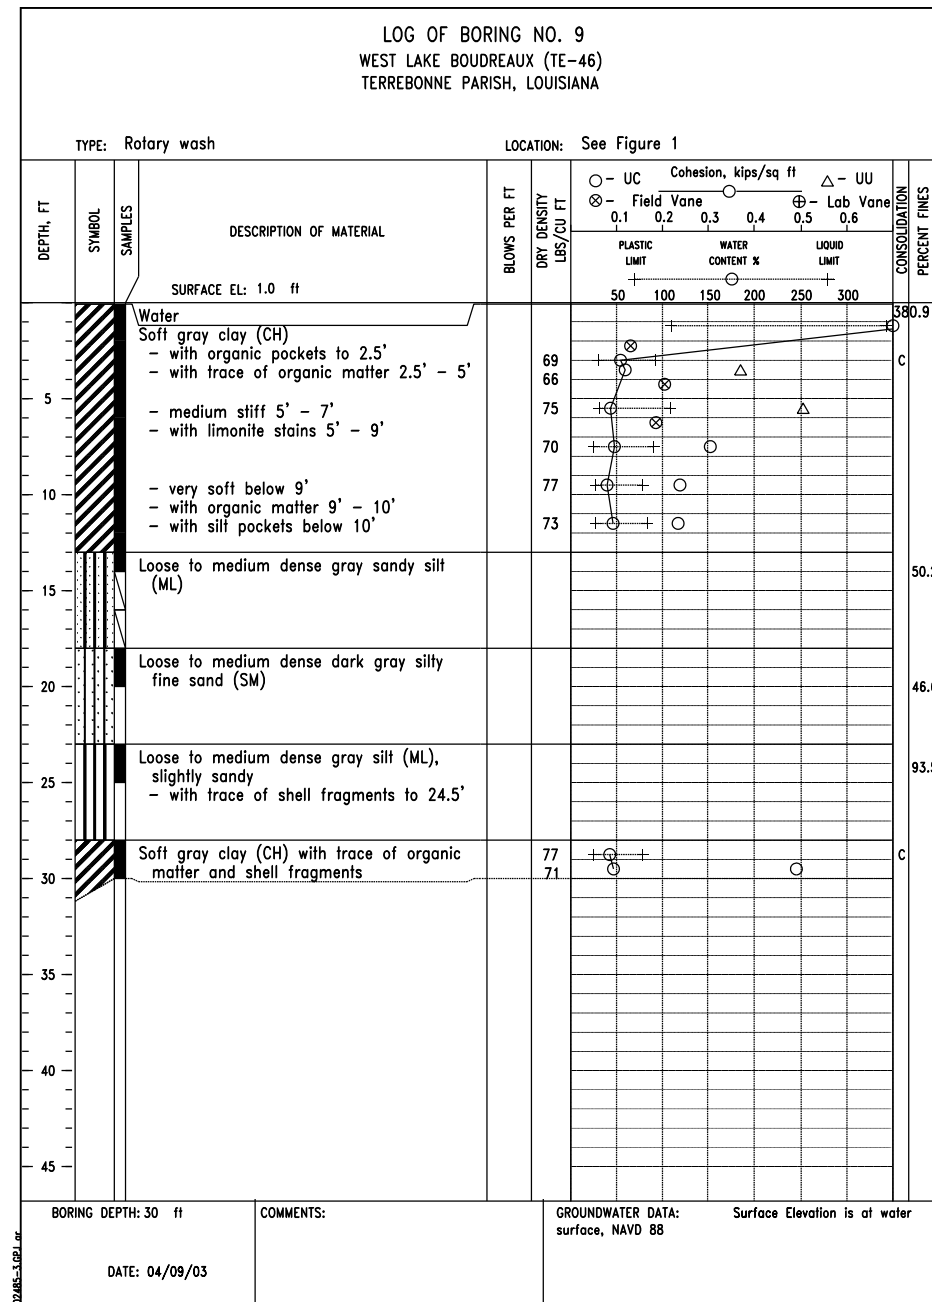 LOG OF BORING NO. 9
WEST LAKE BOUDREAUX (TE-46)
TERREBONNE PARISH, LOUISIANA
TYPE: Rotary wash
LOCATION: See Figure 1
DEPTH, FT
SYMBOL
SAMPLES
DESCRIPTION OF MATERIAL
SURFACE EL: 1.0 ft
BLOWS PER FT
DRY DENSITY
LBS/CU FT
Cohesion, kips/sq ft
- UC
- UU
- Field Vane
- Lab Vane
0.1 0.2 0.3 0.4 0.5 0.6
PLASTIC LIMIT
WATER CONTENT %
LIQUID LIMIT
50 100 150 200 250 300
CONSOLIDATION
PERCENT FINES
Water
380.9
Soft gray clay (CH)
- with organic pockets to 2.5'
69 C
- with trace of organic matter 2.5' - 5'
66
5
- medium stiff 5' - 7'
75
- with limonite stains 5' - 9'
70
- very soft below 9'
77
10
- with organic matter 9' - 10'
- with silt pockets below 10'
73
Loose to medium dense gray sandy silt
(ML)
15
Loose to medium dense dark gray silty
fine sand (SM)
20
Loose to medium dense gray silt (ML),
slightly sandy
25
- with trace of shell fragments to 24.5'
Soft gray clay (CH) with trace of organic
77 C
matter and shell fragments
71
30
35
40
45
BORING DEPTH: 30 ft
DATE: 04/09/03
COMMENTS:
GROUNDWATER DATA: Surface Elevation is at water
surface, NAVD 88